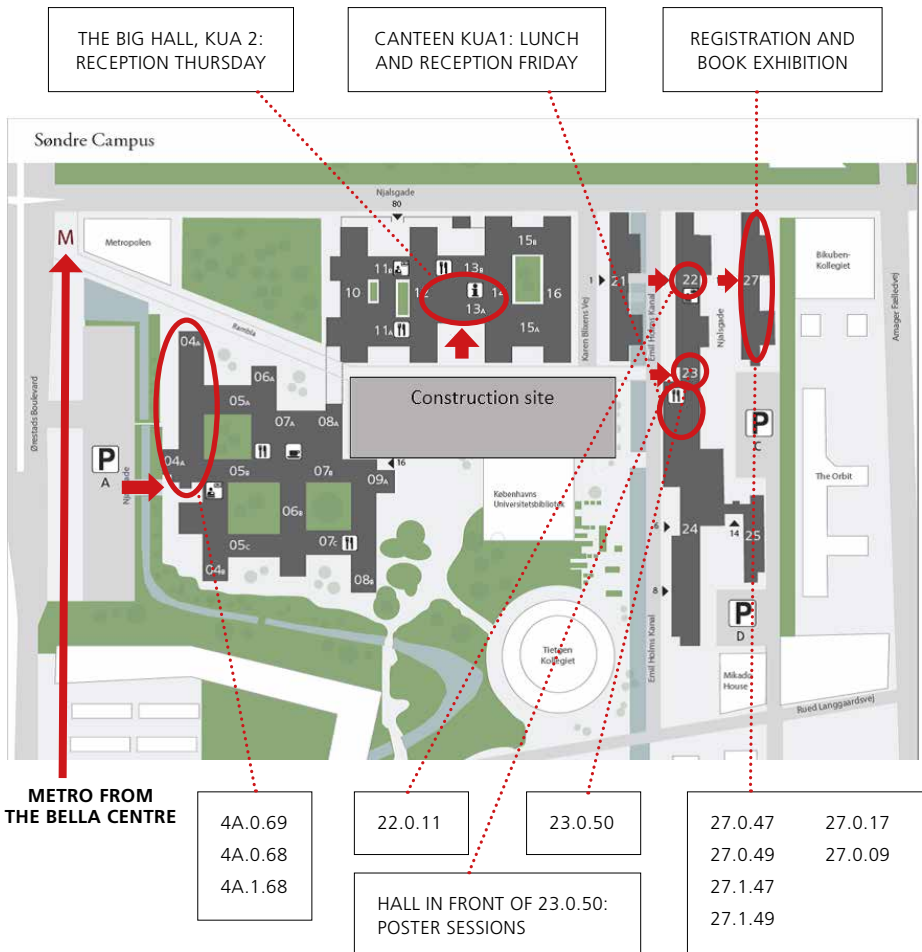 THE BIG HALL, KUA 2:
RECEPTION THURSDAY
CANTEEN KUA1: LUNCH
AND RECEPTION FRIDAY
REGISTRATION AND
BOOK EXHIBITION
Søndre Campus
Njalsgade
80
M
Metropolen
Rambla
Ørestads Boulevard
10
11B
11A
12
13B
13A
14
15B
15A
16
1
21
Karen Blixens Vej
Emil Holms Kanal
22
23
Njalsgade
27
Bikuben-
Kollegiet
Amager Fælledvej
04A
05A
06A
07A
08A
Construction site
P
A
Njalsgade
04A
05B
06B
07B
09A
16
05C
04B
07C
08B
Københavns
Universitetsbibliotek
P
C
The Orbit
6
24
14
25
8
P
D
Tietgen
Kollegiet
Emil Holms Kanal
Mikado
House
Rued Langgaardsvej
METRO FROM
THE BELLA CENTRE
4A.0.69
4A.0.68
4A.1.68
22.0.11
23.0.50
HALL IN FRONT OF 23.0.50:
POSTER SESSIONS
27.0.47 27.0.17
27.0.49 27.0.09
27.1.47
27.1.49